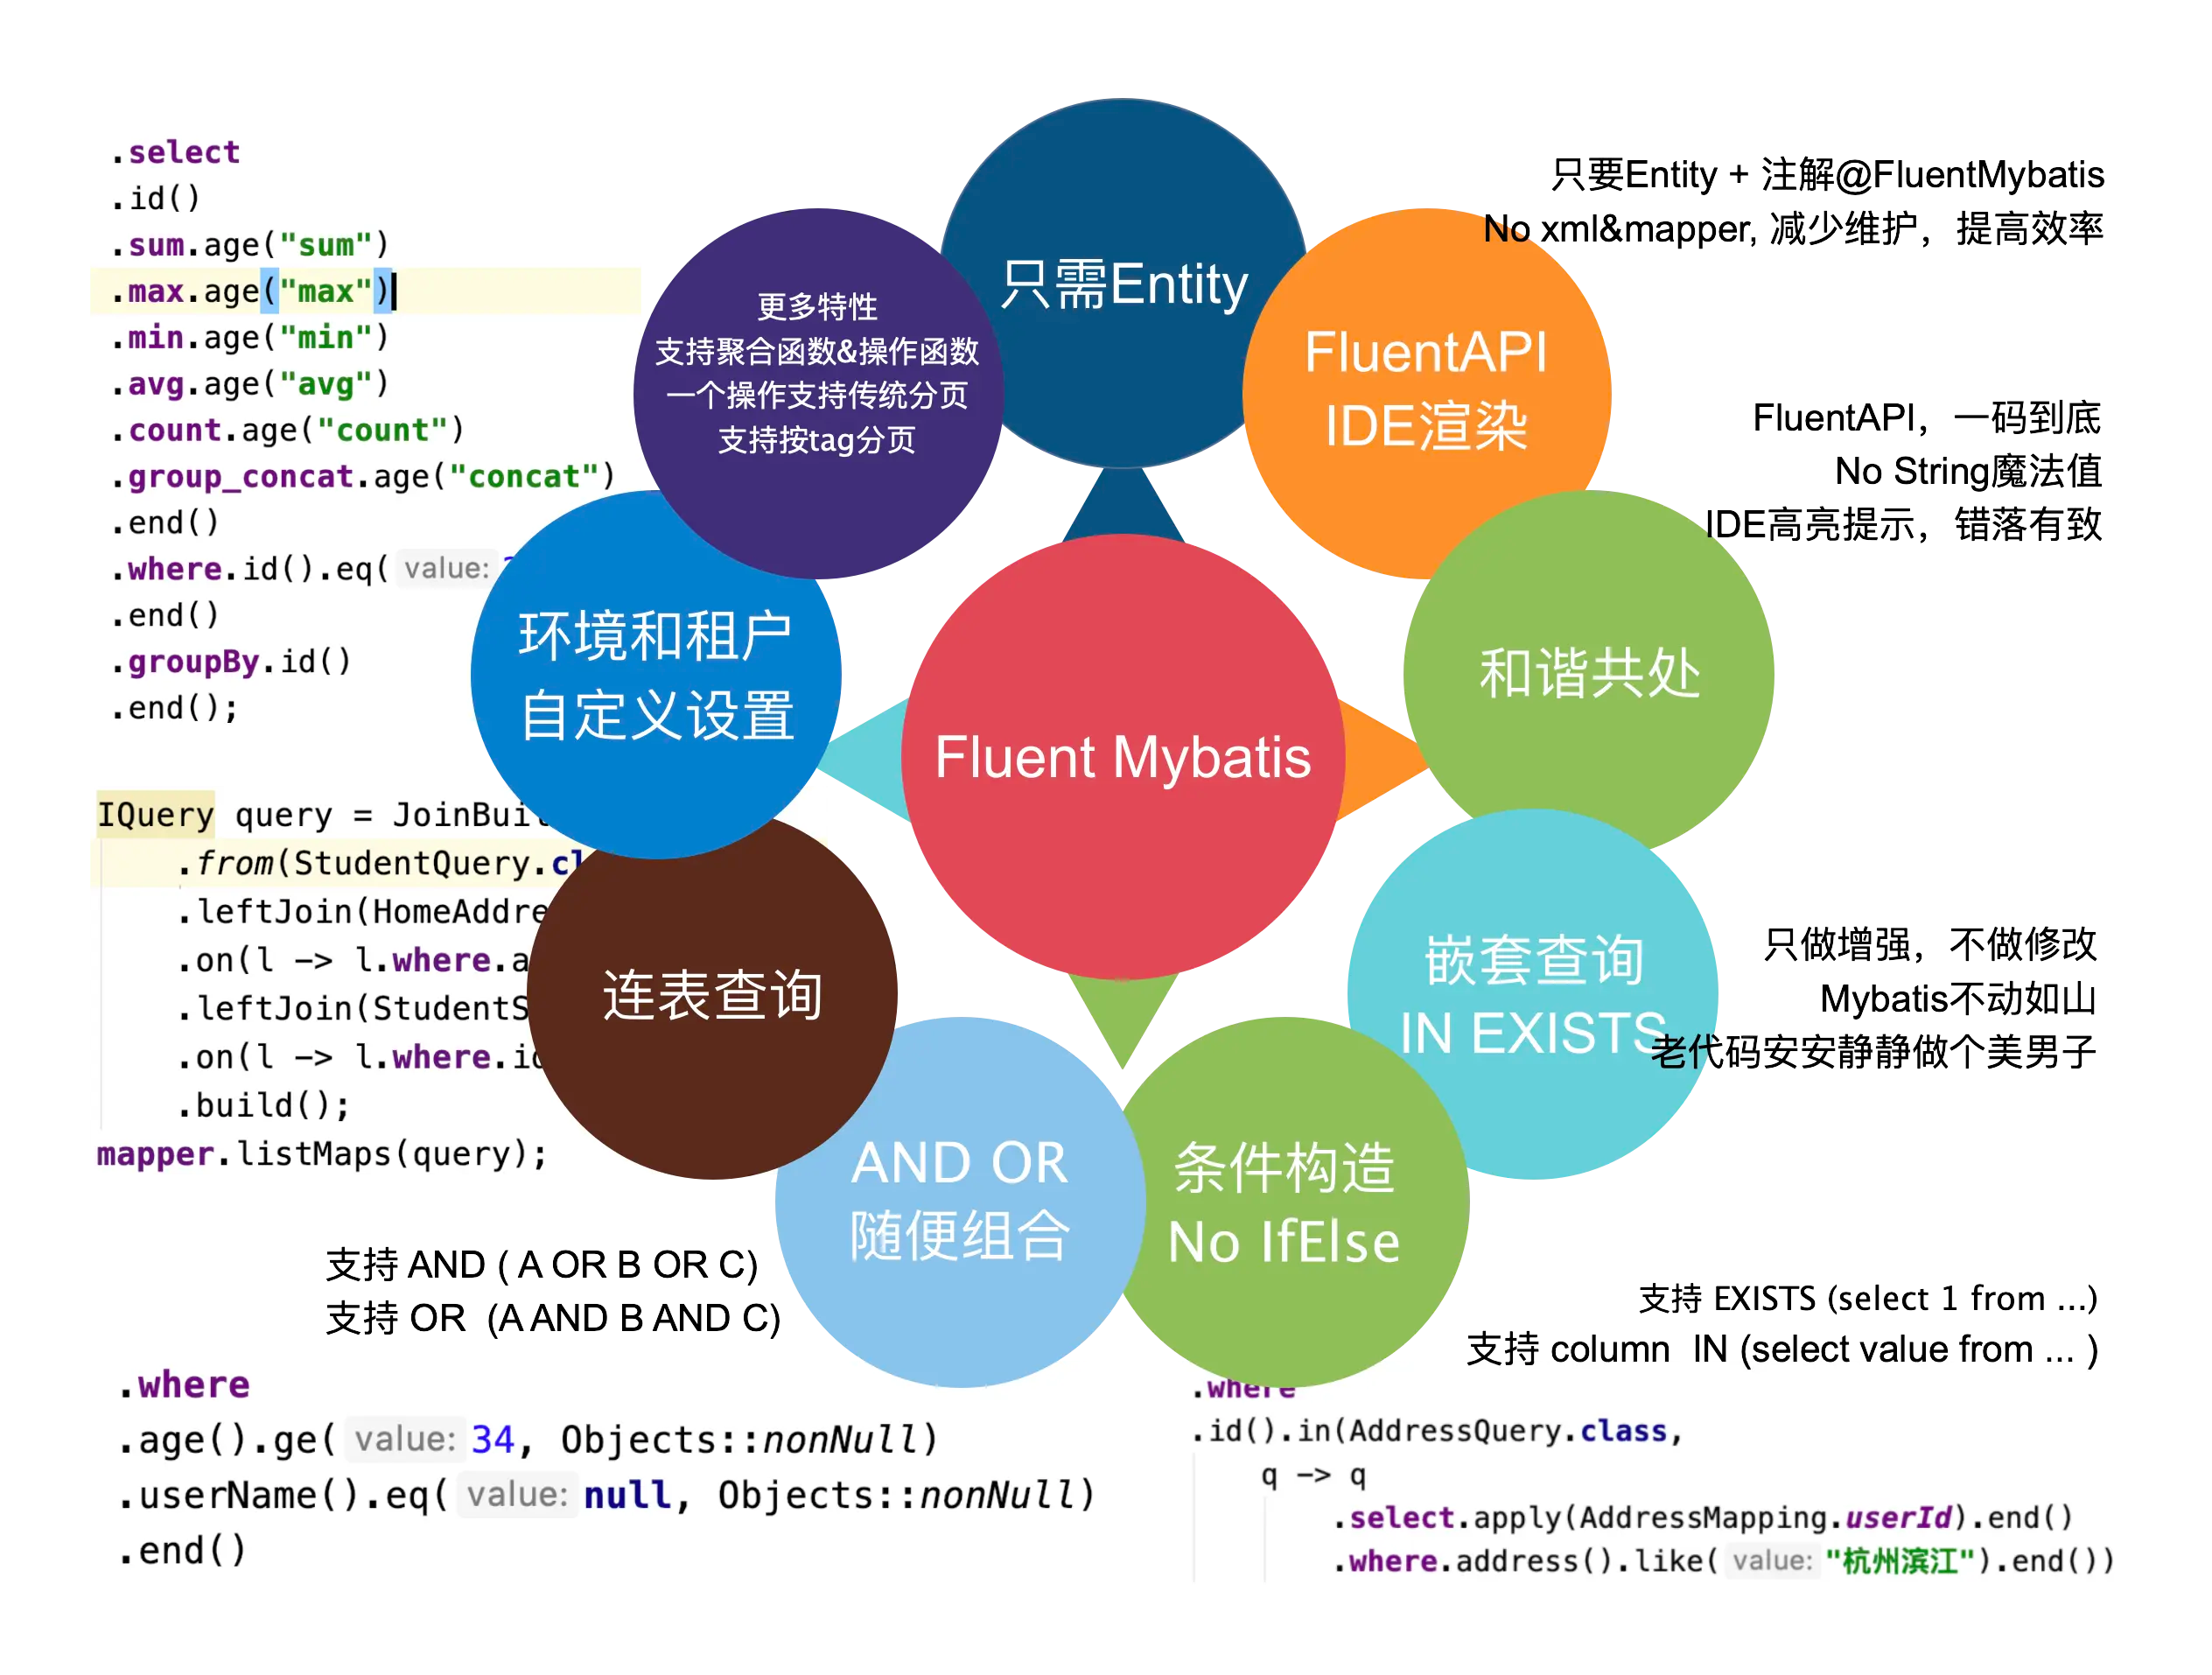 .select
.id()
.sum.age("sum")
.max.age("max")
.min.age("min")
.avg.age("avg")
.count.age("count")
.group_concat.age("concat")
.end()
.where.id().eq( value:
.end()
.groupBy.id()
.end();
IQuery query = JoinBui
.from(StudentQuery.cl
.leftJoin(HomeAddre
.on(l -> l.where.a
.leftJoin(StudentS
.on(l -> l.where.id
.build();
mapper.listMaps(query);
支持 AND ( A OR B OR C)
支持 OR (A AND B AND C)
.where
.age().ge( value: 34, Objects::nonNull)
.userName().eq( value: null, Objects::nonNull)
.end()
只需Entity
FluentAPI
IDE渲染
和谐共处
嵌套查询
IN EXISTS
条件构造
No IfElse
AND OR
随便组合
连表查询
环境和租户
自定义设置
更多特性
支持聚合函数&操作函数
一个操作支持传统分页
支持按tag分页
Fluent Mybatis
只要Entity + 注解@FluentMybatis
No xml&mapper, 减少维护，提高效率
FluentAPI，一码到底
No String魔法值
IDE高亮提示，错落有致
只做增强，不做修改
Mybatis不动如山
老代码安安静静做个美男子
支持 EXISTS (select 1 from ...)
支持 column IN (select value from ... )
.where
.id().in(AddressQuery.class,
q -> q
.select.apply(AddressMapping.userId).end()
.where.address().like( value: "杭州滨江").end())